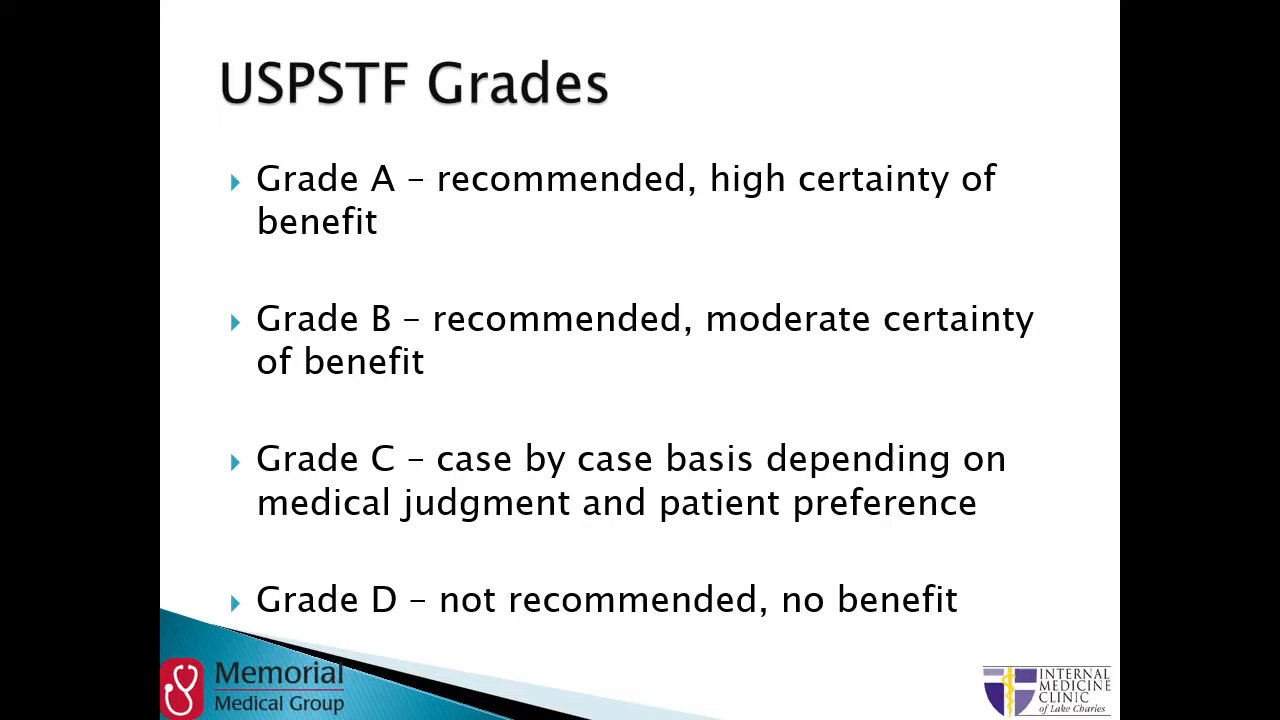 USPSTF Grades
Grade A – recommended, high certainty of
benefit
Grade B – recommended, moderate certainty
of benefit
Grade C – case by case basis depending on
medical judgment and patient preference
Grade D – not recommended, no benefit
Memorial
Medical Group
INTERNAL
MEDICINE
CLINIC
of Lake Charles